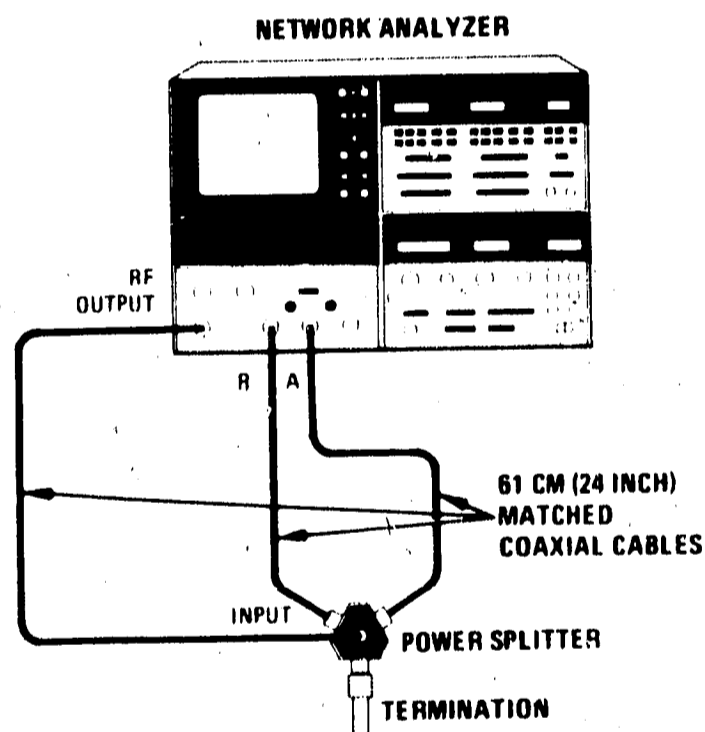 NETWORK ANALYZER
RF
OUTPUT
R A
61 CM (24 INCH)
MATCHED
COAXIAL CABLES
INPUT
POWER SPLITTER
TERMINATION